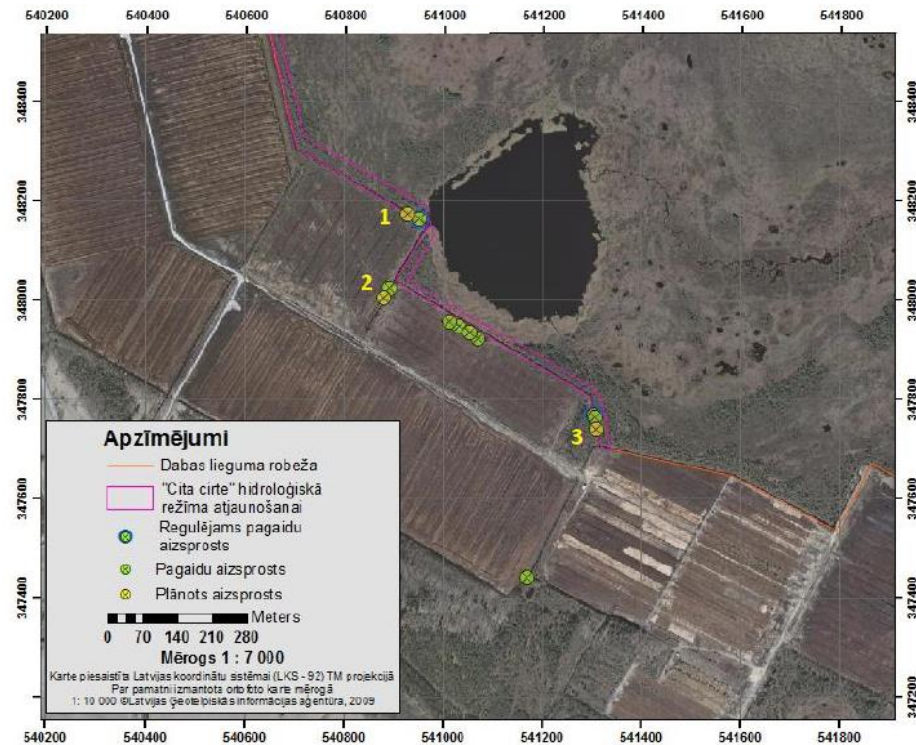 540200 540400 540600 540800 541000 541200 541400 541600 541800
348400
348400
348200
348200
1
2
348000
348000
347800
347800
3
Apzīmējumi
Dabas lieguma robeža
"Cita cirte" hidroloģiskā
režīma atjaunošanai
Regulējams pagaidu
aizsprosts
Pagaidu aizsprosts
Plānots aizsprosts
Meters
0 70 140 210 280
Mērogs 1 : 7 000
Karte piesaistīta Latvijas koordinātu sistēmai (LKS - 92) TM projekcijā
Par pamatni izmantota ortofoto karte mērogā
1: 10 000 ©Latvijas Ģeotelpiskās informācijas aģentūra, 2009
347600
347600
347400
347400
347200
347200
540200 540400 540600 540800 541000 541200 541400 541600 541800